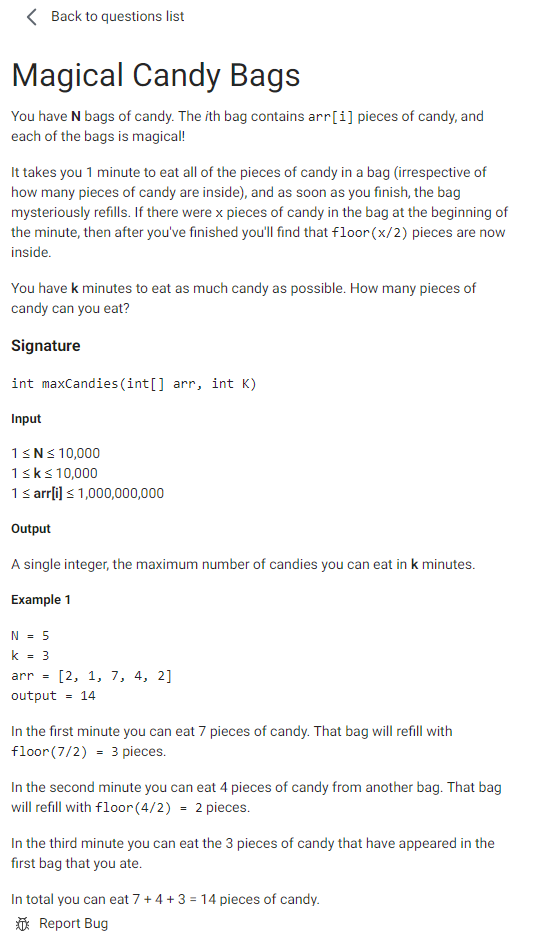 Back to questions list
Magical Candy Bags
You have N bags of candy. The ith bag contains arr[i] pieces of candy, and
each of the bags is magical!
It takes you 1 minute to eat all of the pieces of candy in a bag (irrespective of
how many pieces of candy are inside), and as soon as you finish, the bag
mysteriously refills. If there were x pieces of candy in the bag at the beginning of
the minute, then after you've finished you'll find that floor(x/2) pieces are now
inside.
You have k minutes to eat as much candy as possible. How many pieces of
candy can you eat?
Signature
int maxCandies(int[] arr, int K)
Input
1 ≤ N ≤ 10,000
1 ≤ k ≤ 10,000
1 ≤ arr[i] ≤ 1,000,000,000
Output
A single integer, the maximum number of candies you can eat in k minutes.
Example 1
N = 5
k = 3
arr = [2, 1, 7, 4, 2]
output = 14
In the first minute you can eat 7 pieces of candy. That bag will refill with
floor(7/2) = 3 pieces.
In the second minute you can eat 4 pieces of candy from another bag. That bag
will refill with floor(4/2) = 2 pieces.
In the third minute you can eat the 3 pieces of candy that have appeared in the
first bag that you ate.
In total you can eat 7 + 4 + 3 = 14 pieces of candy.
Report Bug